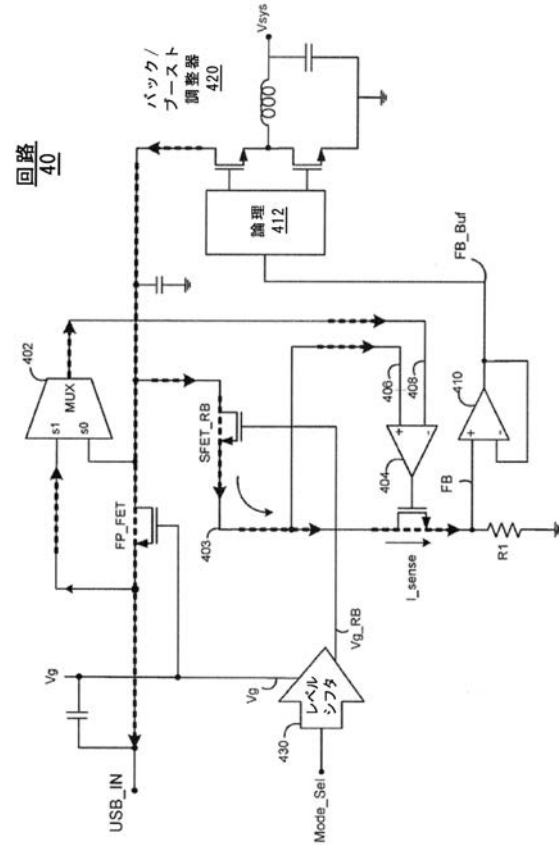 回路
40
バック/
ブースト
調整器
420
402
MUX
s1
s0
Vsys
論理
412
FP_FET
SFET_RB
403
406
408
404
+
-
FB_Buf
410
+
-
FB
I_sense
R1
Vg
Vg
Vg_RB
レベル
シフタ
430
USB_IN
Mode_Sel